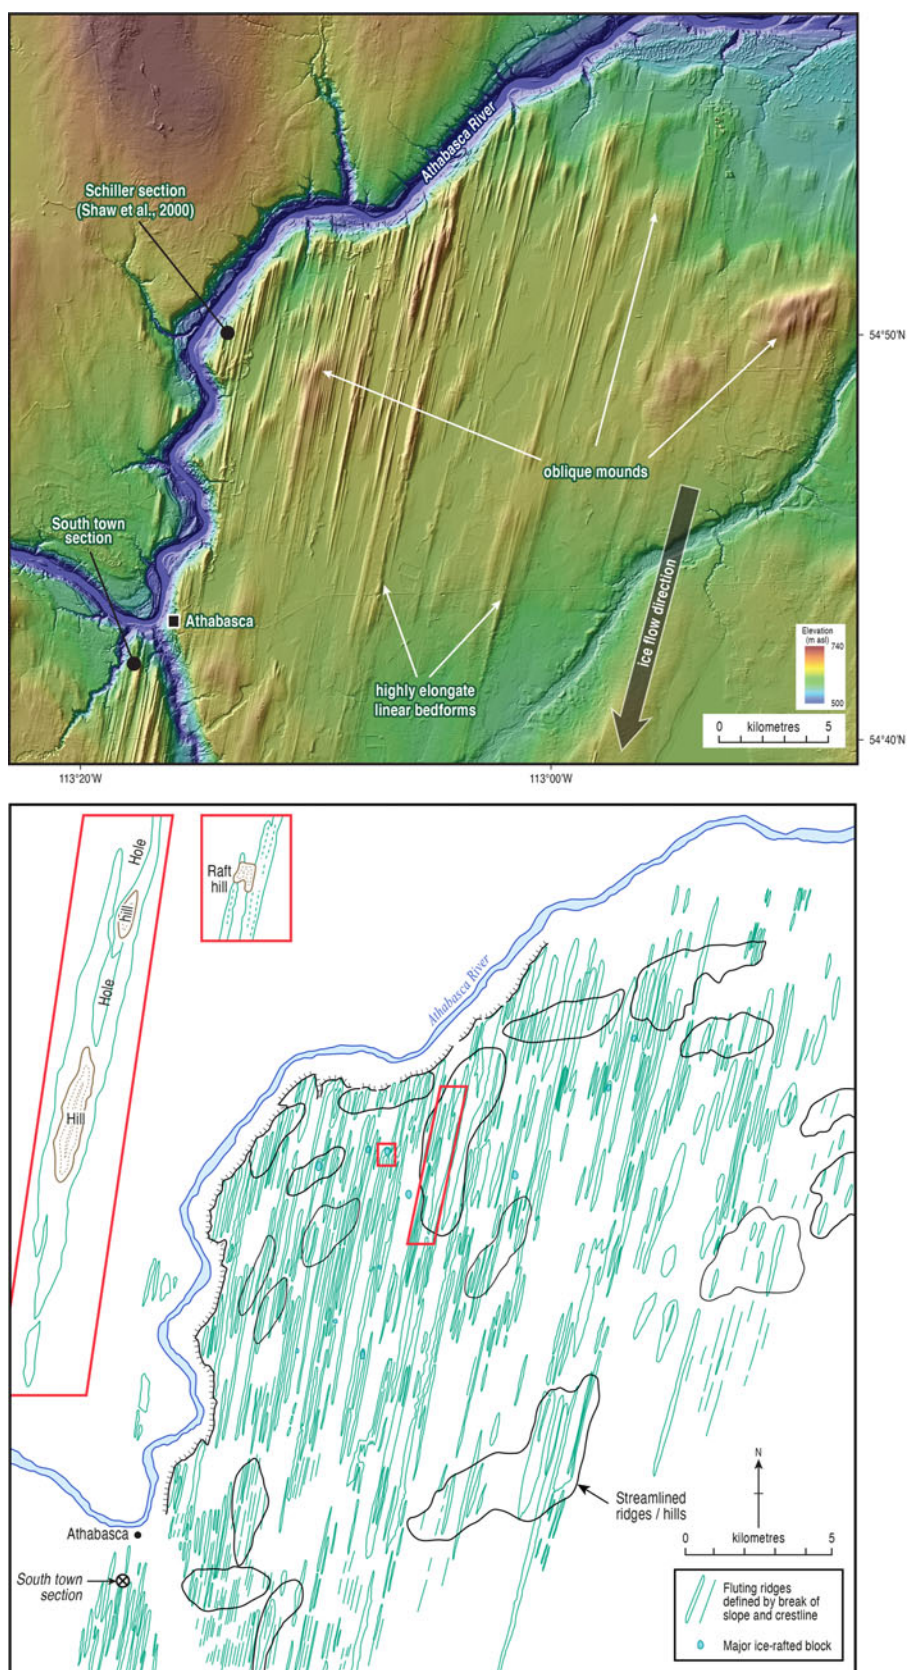 Athabasca River
Schiller section
(Shaw et al., 2000)
54°50'N
oblique mounds
South town
section
Athabasca
ice flow direction
highly elongate
linear bedforms
Elevation
(m asl)
740
500
0 kilometres 5
54°40'N
113°20'W
113°00'W
Hole
hill
Hole
Hill
Raft
hill
Athabasca River
N
Streamlined
ridges / hills
0 kilometres 5
Athabasca
South town
section
Fluting ridges
defined by break of
slope and crestline
Major ice-rafted block